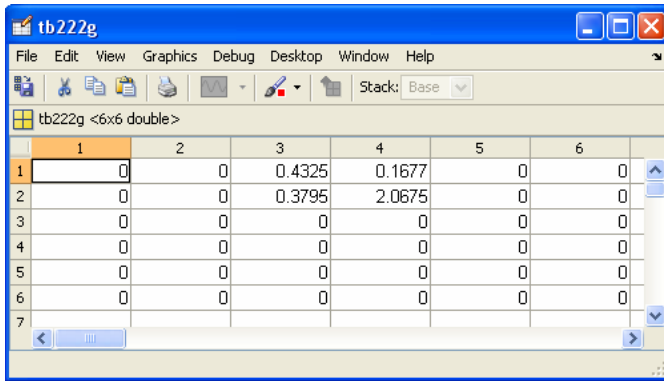 tb222g
File Edit View Graphics Debug Desktop Window Help
Stack: Base
tb222g <6x6 double>
1 2 3 4 5 6
1 0 0 0.4325 0.1677 0 0
2 0 0 0.3795 2.0675 0 0
3 0 0 0 0 0 0
4 0 0 0 0 0 0
5 0 0 0 0 0 0
6 0 0 0 0 0 0
7